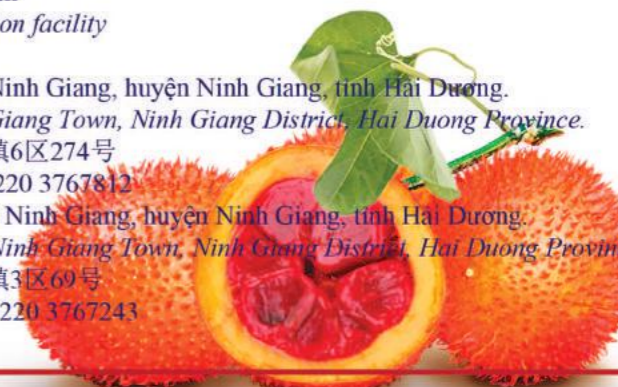 on facility
Ninh Giang, huyện Ninh Giang, tỉnh Hải Dương.
Giang Town, Ninh Giang District, Hai Duong Province.
镇6区274号
220 3767812
Ninh Giang, huyện Ninh Giang, tỉnh Hải Dương.
Ninh Giang Town, Ninh Giang District, Hai Duong Provin
镇3区69号
220 3767243